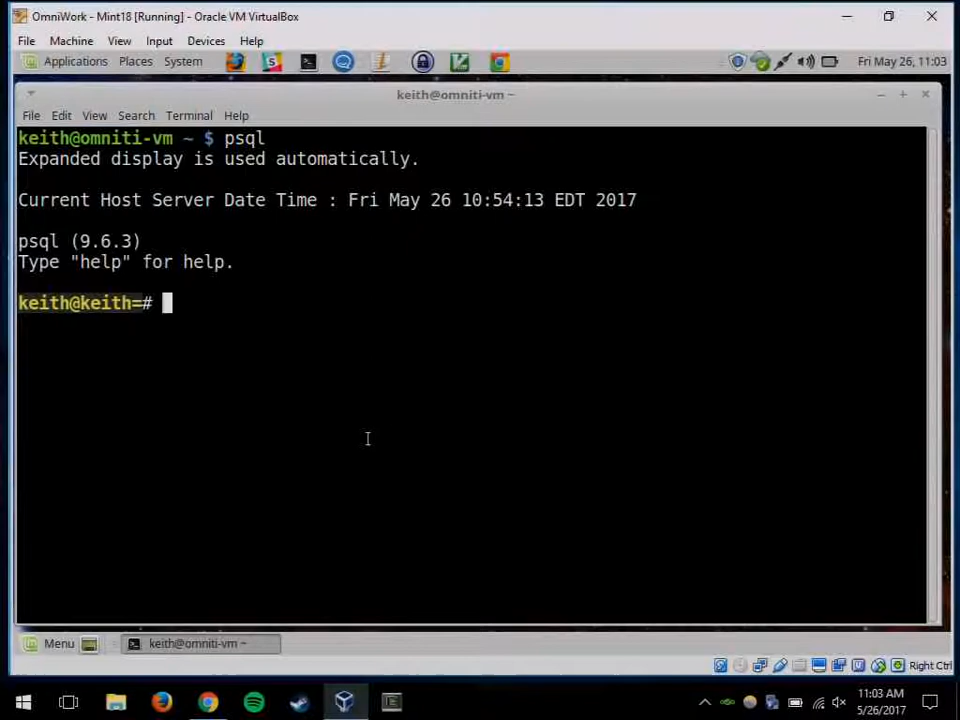 OmniWork - Mint18 [Running] - Oracle VM VirtualBox
File Machine View Input Devices Help
Applications Places System Fri May 26, 11:03
keith@omniti-vm ~
File Edit View Search Terminal Help
keith@omniti-vm ~ $ psql
Expanded display is used automatically.
Current Host Server Date Time : Fri May 26 10:54:13 EDT 2017
psql (9.6.3)
Type "help" for help.
keith@keith=#
Menu keith@omniti-vm ~
Right Ctrl
11:03 AM
5/26/2017